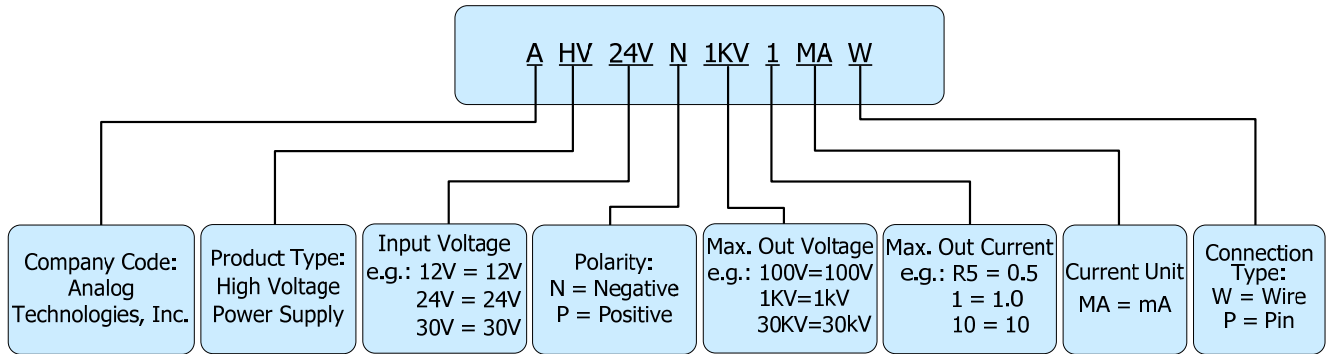 A HV 24V N 1KV 1 MA W
Company Code:
Analog
Technologies, Inc.
Product Type:
High Voltage
Power Supply
Input Voltage
e.g.: 12V = 12V
24V = 24V
30V = 30V
Polarity:
N = Negative
P = Positive
Max. Out Voltage
e.g.: 100V=100V
1KV=1kV
30KV=30kV
Max. Out Current
e.g.: R5 = 0.5
1 = 1.0
10 = 10
Current Unit
MA = mA
Connection
Type:
W = Wire
P = Pin